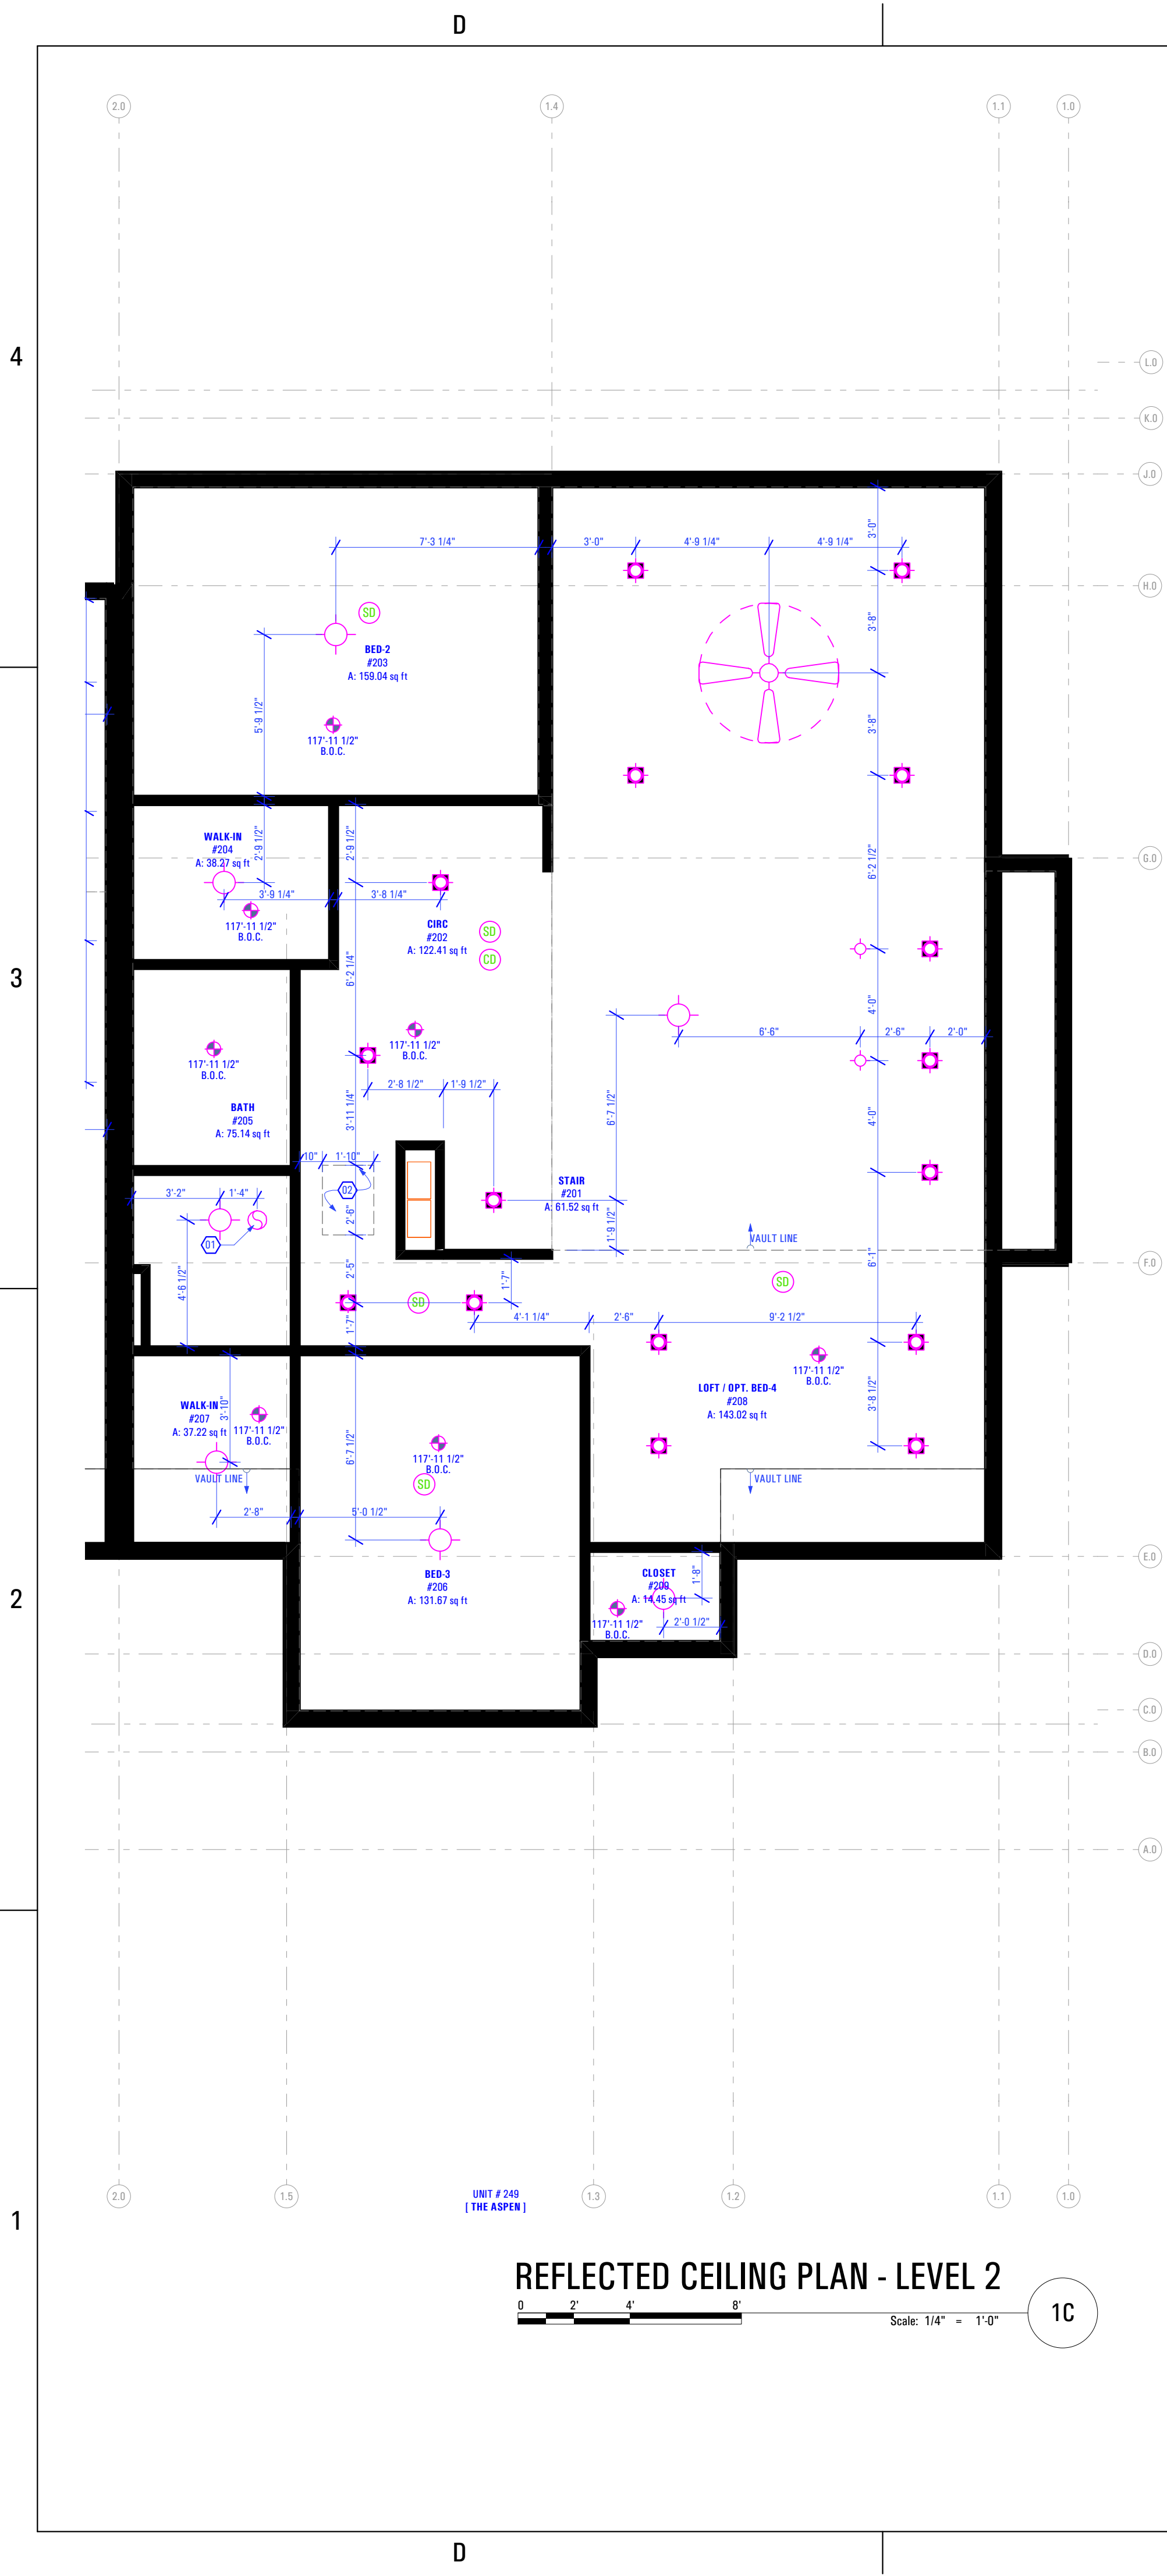 D
2.0
1.4
1.1
1.0
4
L.0
K.0
J.0
3'-0"
7'-3 1/4"
3'-0"
4'-9 1/4"
4'-9 1/4"
H.0
SD
3'-8"
BED-2
#203
A: 159.04 sq ft
5'-9 1/2"
3'-8"
117'-11 1/2"
B.O.C.
WALK-IN
#204
A: 38.27 sq ft
2'-9 1/2"
2'-9 1/2"
6'-2 1/2"
G.0
3'-9 1/4"
3'-8 1/4"
117'-11 1/2"
B.O.C.
CIRC
#202
A: 122.41 sq ft
SD
CD
3
6'-2 1/4"
4'-0"
6'-6"
2'-6"
2'-0"
117'-11 1/2"
B.O.C.
117'-11 1/2"
B.O.C.
2'-8 1/2"
1'-9 1/2"
BATH
#205
A: 75.14 sq ft
3'-11 1/4"
6'-7 1/2"
4'-0"
10"
1'-10"
STAIR
#201
A: 61.52 sq ft
02
3'-2"
1'-4"
2'-6"
1'-9 1/2"
01
VAULT LINE
6'-1"
F.0
4'-6 1/2"
2'-5"
1'-7"
SD
SD
1'-7"
4'-1 1/4"
2'-6"
9'-2 1/2"
117'-11 1/2"
B.O.C.
LOFT / OPT. BED-4
#208
A: 143.02 sq ft
3'-8 1/2"
WALK-IN
#207
A: 37.22 sq ft
3'-10"
117'-11 1/2"
B.O.C.
6'-7 1/2"
117'-11 1/2"
B.O.C.
SD
VAULT LINE
VAULT LINE
2'-8"
5'-0 1/2"
E.0
BED-3
#206
A: 131.67 sq ft
CLOSET
#209
A: 14.45 sq ft
1'-8"
2
117'-11 1/2"
B.O.C.
2'-0 1/2"
D.0
C.0
B.0
A.0
2.0
1.5
UNIT # 249
[ THE ASPEN ]
1.3
1.2
1.1
1.0
1
REFLECTED CEILING PLAN - LEVEL 2
0
2'
4'
8'
Scale: 1/4" = 1'-0"
1C
D